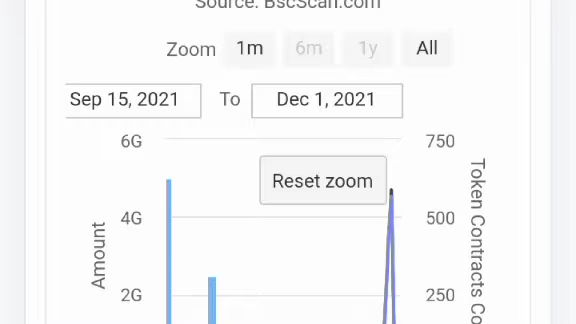 Source: BscScan.com
Zoom 1m 6m 1y All
Sep 15, 2021 To Dec 1, 2021
6G 750
Reset zoom
4G 500
2G 250
Amount
Token Contracts